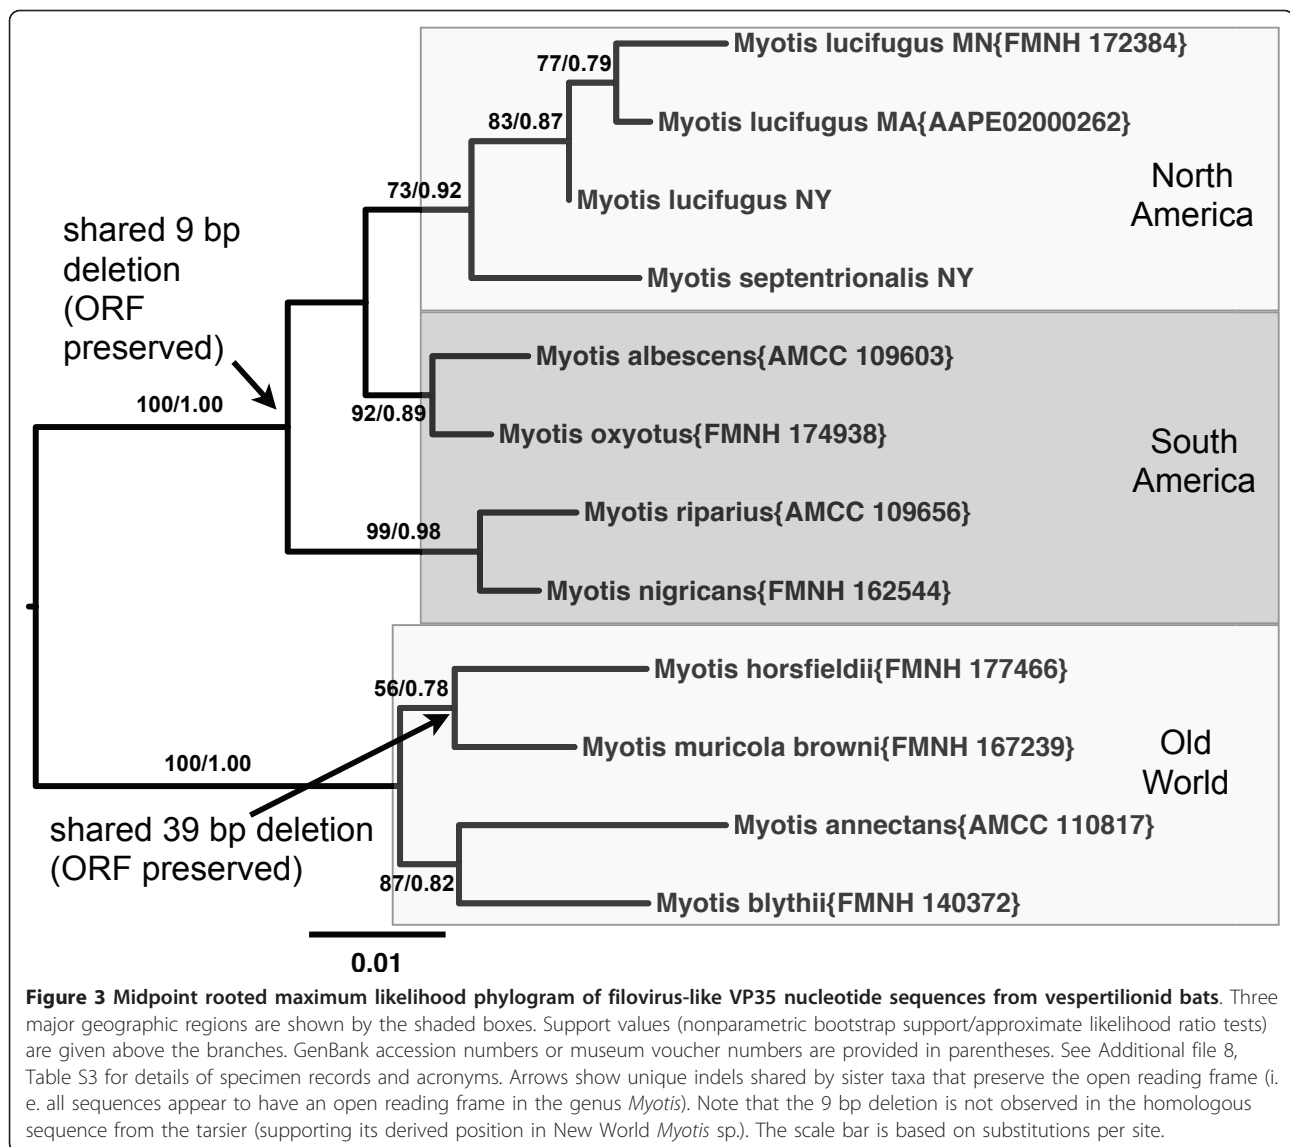 Myotis lucifugus MN{FMNH 172384}
77/0.79
Myotis lucifugus MA{AAPE02000262}
83/0.87
North
America
73/0.92
Myotis lucifugus NY
shared 9 bp
deletion
(ORF
preserved)
Myotis septentrionalis NY
Myotis albescens{AMCC 109603}
100/1.00
92/0.89
Myotis oxyotus{FMNH 174938}
South
America
Myotis riparius{AMCC 109656}
99/0.98
Myotis nigricans{FMNH 162544}
Myotis horsfieldii{FMNH 177466}
56/0.78
Myotis muricola browni{FMNH 167239}
Old
World
100/1.00
shared 39 bp deletion
(ORF preserved)
Myotis annectans{AMCC 110817}
87/0.82
Myotis blythii{FMNH 140372}
0.01
Figure 3 Midpoint rooted maximum likelihood phylogram of filovirus-like VP35 nucleotide sequences from vespertilionid bats. Three
major geographic regions are shown by the shaded boxes. Support values (nonparametric bootstrap support/approximate likelihood ratio tests)
are given above the branches. GenBank accession numbers or museum voucher numbers are provided in parentheses. See Additional file 8,
Table S3 for details of specimen records and acronyms. Arrows show unique indels shared by sister taxa that preserve the open reading frame (i.
e. all sequences appear to have an open reading frame in the genus Myotis). Note that the 9 bp deletion is not observed in the homologous
sequence from the tarsier (supporting its derived position in New World Myotis sp.). The scale bar is based on substitutions per site.